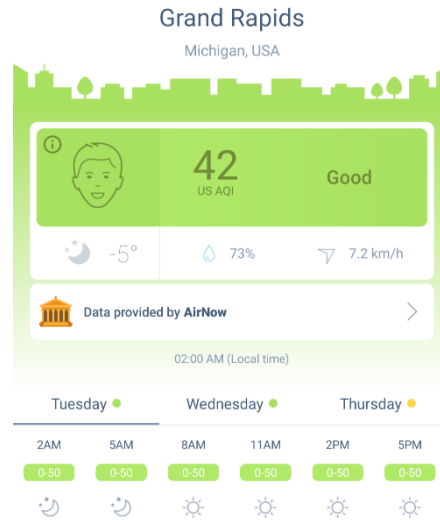 Grand Rapids
Michigan, USA
42
US AQI
Good
-5°
73%
7.2 km/h
Data provided by AirNow
02:00 AM (Local time)
Tuesday
Wednesday
Thursday
2AM
5AM
8AM
11AM
2PM
5PM
0-50
0-50
0-50
0-50
0-50
0-50